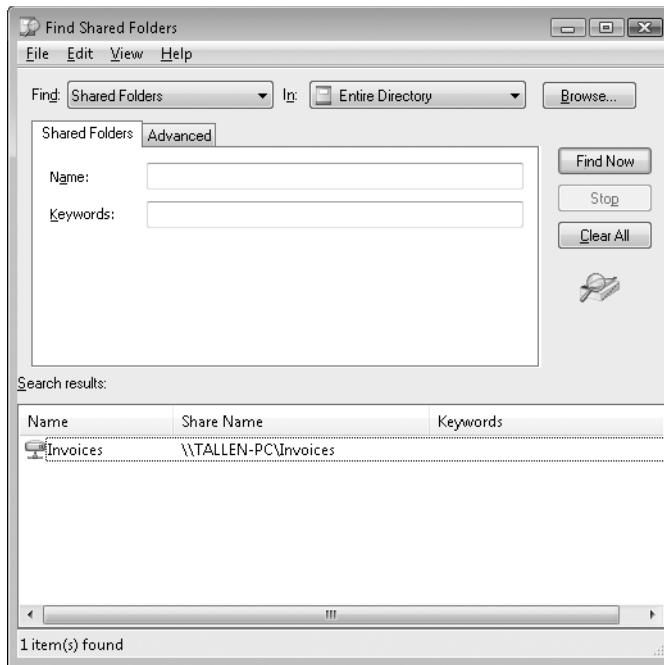 Find Shared Folders
File Edit View Help
Find: Shared Folders In: Entire Directory Browse...
Shared Folders Advanced
Name: Find Now
Keywords: Stop
Clear All
Search results:
Name Share Name Keywords
Invoices \\TALLEN-PC\Invoices
1 item(s) found